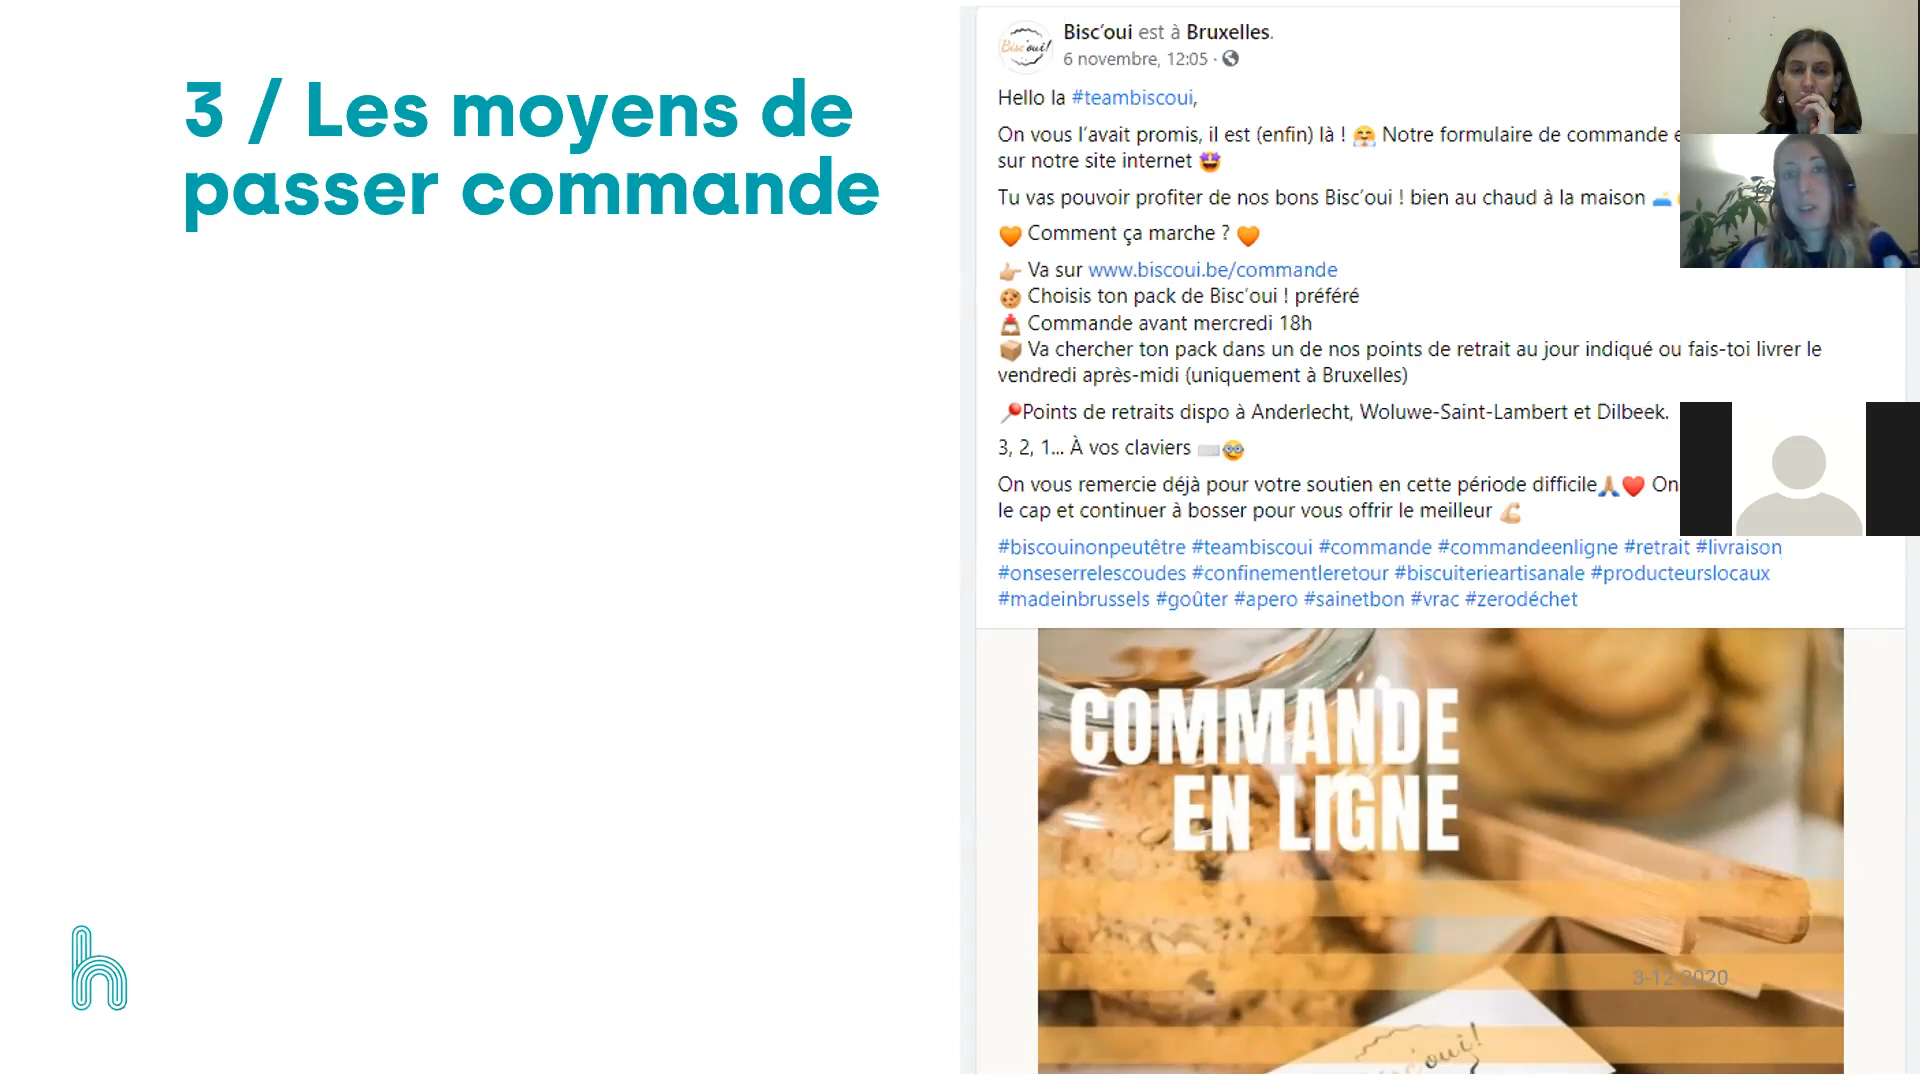 3 / Les moyens de
passer commande
Bisc'oui!
Bisc'oui est à Bruxelles.
6 novembre, 12:05 ·
Hello la #teambiscoui,
On vous l'avait promis, il est (enfin) là ! 🤗 Notre formulaire de commande
sur notre site internet 🤩
Tu vas pouvoir profiter de nos bons Bisc'oui ! bien au chaud à la maison
🧡 Comment ça marche ? 🧡
👉 Va sur www.biscoui.be/commande
🍪 Choisis ton pack de Bisc'oui ! préféré
📥 Commande avant mercredi 18h
📦 Va chercher ton pack dans un de nos points de retrait au jour indiqué ou fais-toi livrer le
vendredi après-midi (uniquement à Bruxelles)
📍Points de retraits dispo à Anderlecht, Woluwe-Saint-Lambert et Dilbeek.
3, 2, 1... À vos claviers ⌨️🤓
On vous remercie déjà pour votre soutien en cette période difficile🙏❤️ On
le cap et continuer à bosser pour vous offrir le meilleur 💪
#biscouinonpeutêtre #teambiscoui #commande #commandeenligne #retrait #livraison
#onseserrelescoudes #confinementleretour #biscuiterieartisanale #producteurslocaux
#madeinbrussels #goûter #apero #sainetbon #vrac #zerodéchet
COMMANDE
EN LIGNE
3-12-2020
Bisc'oui!
h